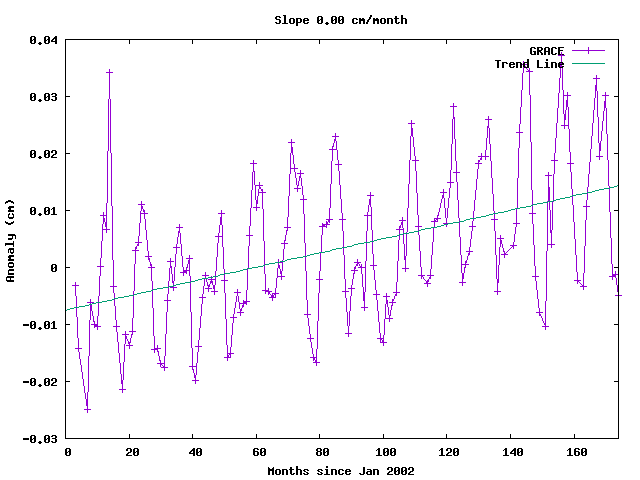 Slope 0.00 cm/month
0.04
GRACE
Trend Line
0.03
0.02
0.01
Anomaly (cm)
0
-0.01
-0.02
-0.03
0 20 40 60 80 100 120 140 160
Months since Jan 2002